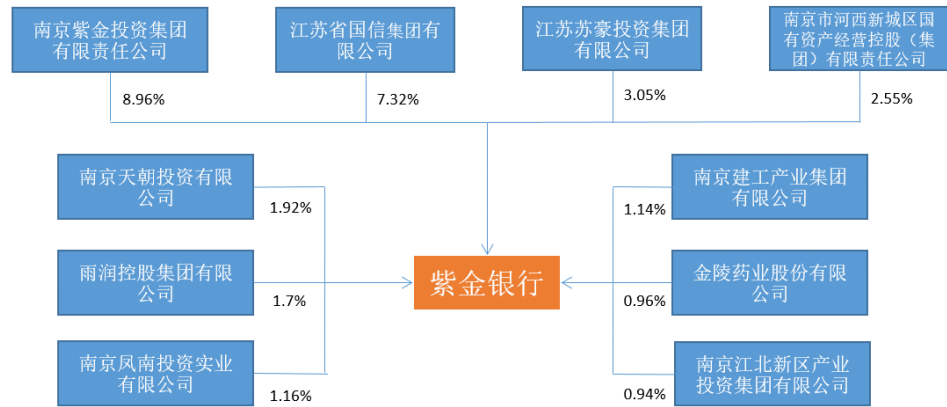 南京紫金投资集团
有限责任公司
江苏省国信集团有
限公司
江苏苏豪投资集团
有限公司
南京市河西新城区国
有资产经营控股（集
团）有限责任公司
8.96%
7.32%
3.05%
2.55%
南京天朝投资有限
公司
1.92%
南京建工产业集团
有限公司
1.14%
雨润控股集团有限
公司
1.7%
紫金银行
金陵药业股份有限
公司
0.96%
南京凤南投资实业
有限公司
1.16%
南京江北新区产业
投资集团有限公司
0.94%